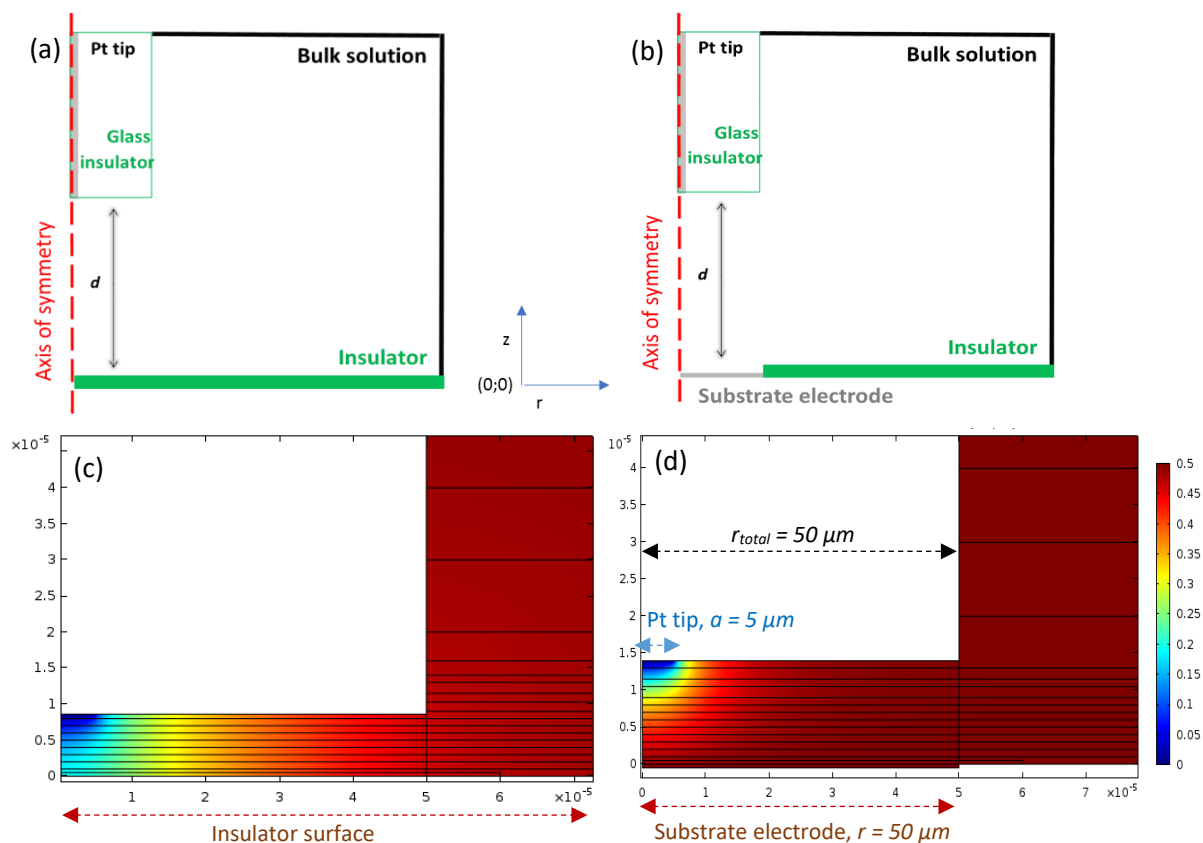 (a)
Pt tip
Bulk solution
Glass
insulator
d
Axis of symmetry
Insulator
z
(0;0)
r
(b)
Pt tip
Bulk solution
Glass
insulator
d
Axis of symmetry
Insulator
Substrate electrode
×10⁻⁵
(c)
4
3.5
3
2.5
2
1.5
1
0.5
0
1
2
3
4
5
×10⁻⁵
Insulator surface
10⁻⁵
(d)
4
3.5
3
2.5
2
1.5
1
0.5
0
r_total = 50 µm
Pt tip, a = 5 µm
0
1
2
3
4
5
6
7
×10⁻⁵
Substrate electrode, r = 50 µm
0.5
0.45
0.4
0.35
0.3
0.25
0.2
0.15
0.1
0.05
0